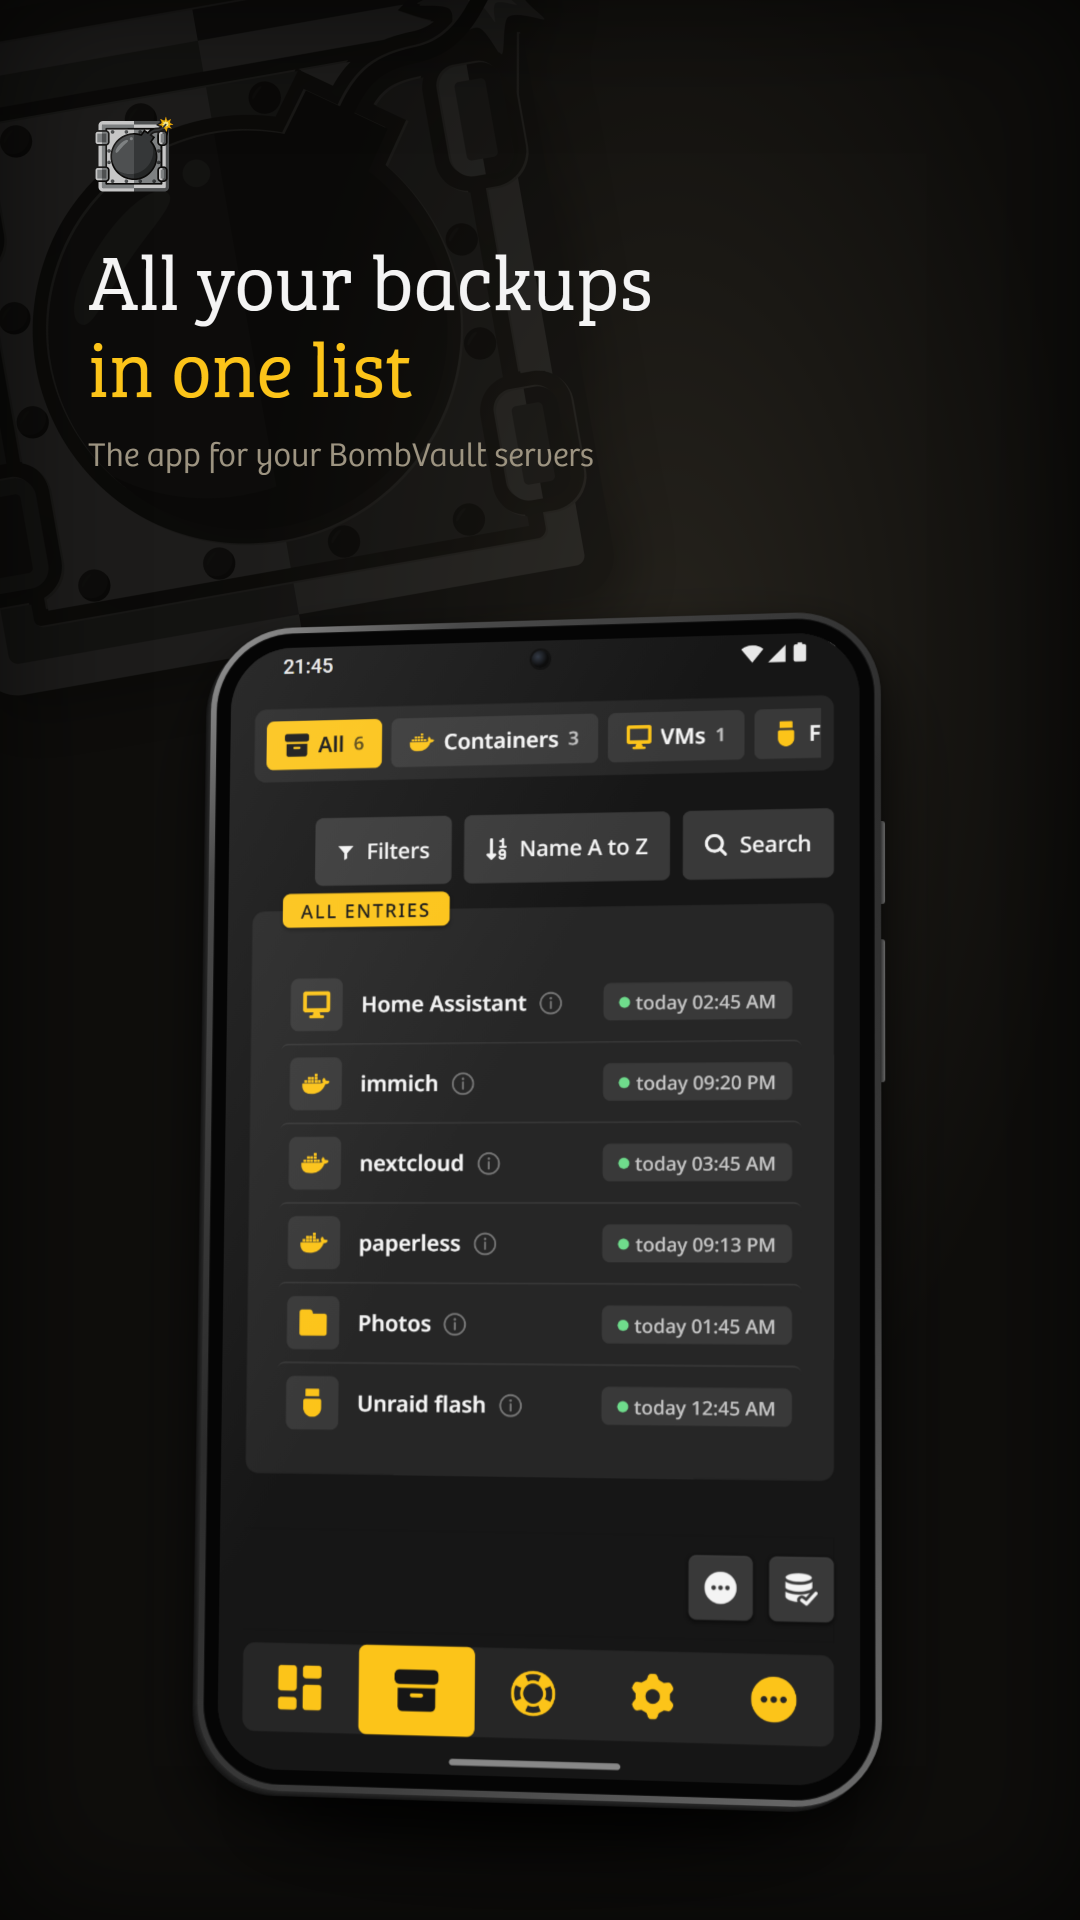 All your backups
in one list
The app for your BombVault servers
21:45
All 6
Containers 3
VMs 1
F
Filters
Name A to Z
Search
ALL ENTRIES
Home Assistant
today 02:45 AM
immich
today 09:20 PM
nextcloud
today 03:45 AM
paperless
today 09:13 PM
Photos
today 01:45 AM
Unraid flash
today 12:45 AM